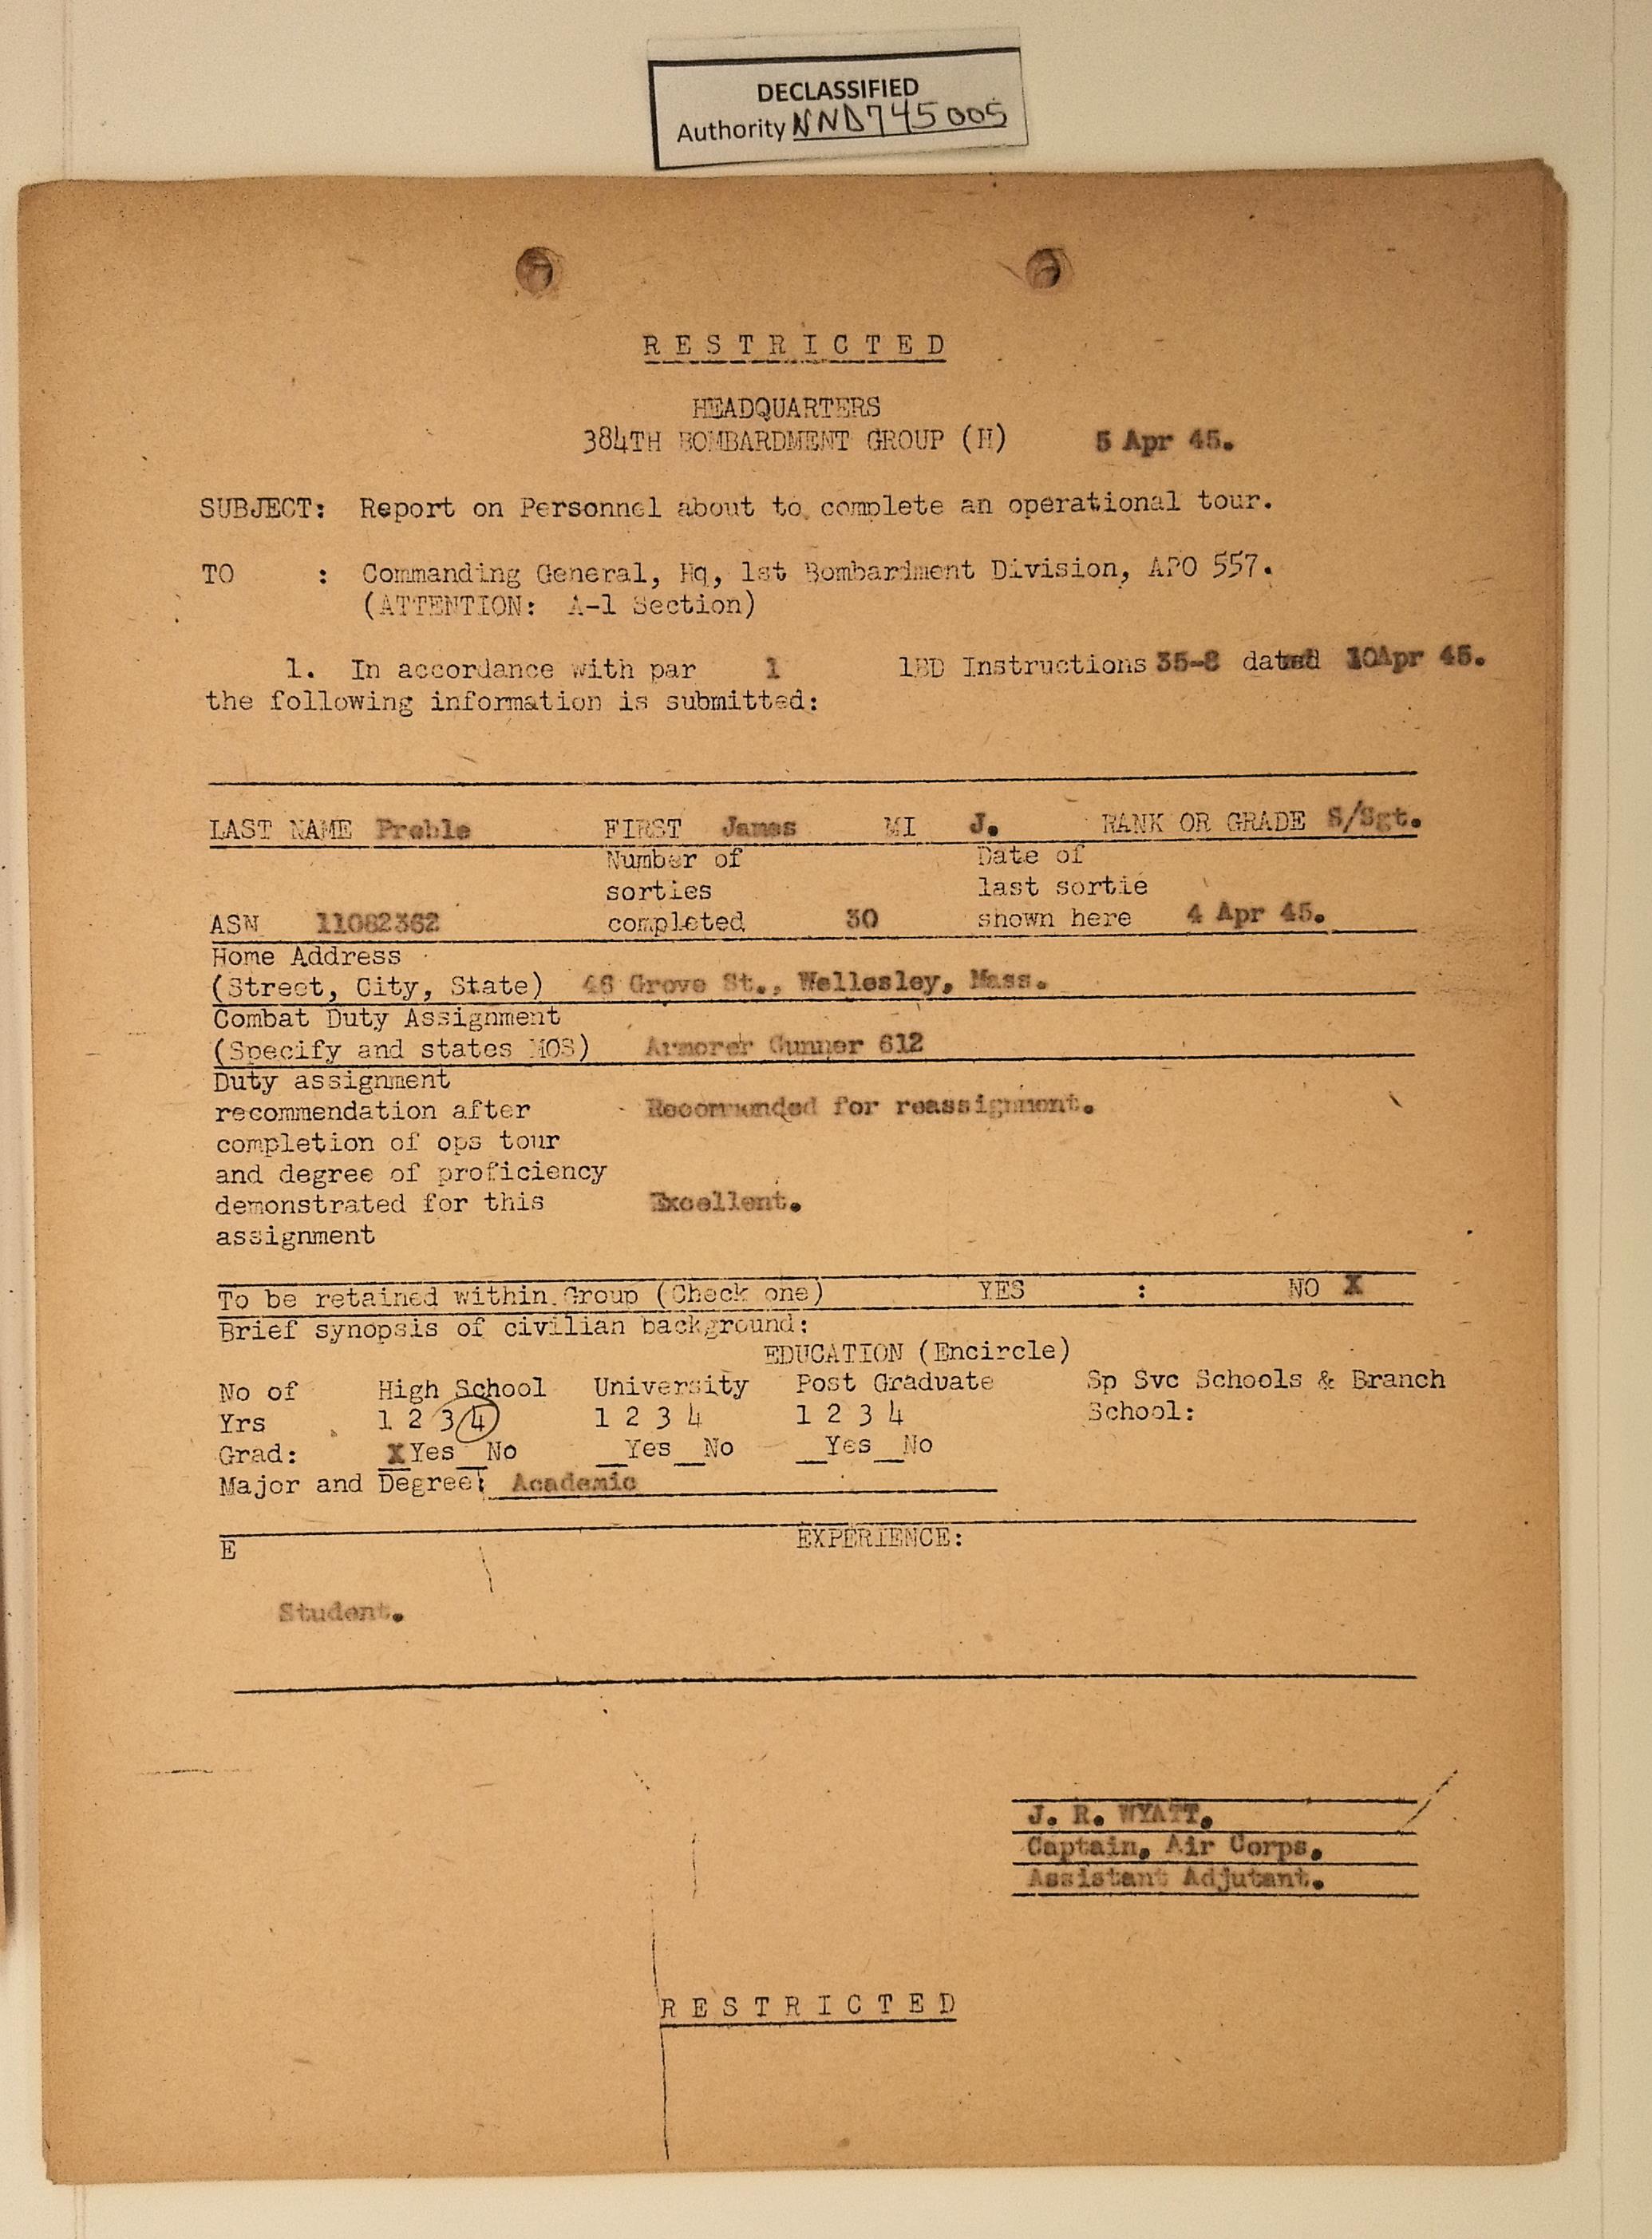 DECLASSIFIED
Authority NND745005
RESTRICTED
HEADQUARTERS
384TH BOMBARDMENT GROUP (H) 5 Apr 45.
SUBJECT: Report on Personnel about to complete an operational tour.
TO : Commanding General, Hq, 1st Bombardment Division, APO 557.
(ATTENTION: A-1 Section)
1. In accordance with par 1 1BD Instructions 35-8 dated 10Apr 45.
the following information is submitted:
LAST NAME Preble FIRST James MI J. RANK OR GRADE S/Sgt.
Number of Date of
sorties last sortie
ASN 11082362 completed 30 shown here 4 Apr 45.
Home Address
(Street, City, State) 46 Grove St., Wellesley, Mass.
Combat Duty Assignment
(Specify and states MOS) Armorer Gunner 612
Duty assignment
recommendation after Recommended for reassignment.
completion of ops tour
and degree of proficiency
demonstrated for this Excellent.
assignment
To be retained within Group (Check one) YES : NO X
Brief synopsis of civilian background:
EDUCATION (Encircle)
No of High School University Post Graduate Sp Svc Schools & Branch
Yrs 1 2 3 4 1 2 3 4 1 2 3 4 School:
Grad: X Yes _No _Yes _No _Yes _No
Major and Degree: Academic
E EXPERIENCE:
Student.
J. R. WYATT,
Captain, Air Corps,
Assistant Adjutant.
RESTRICTED